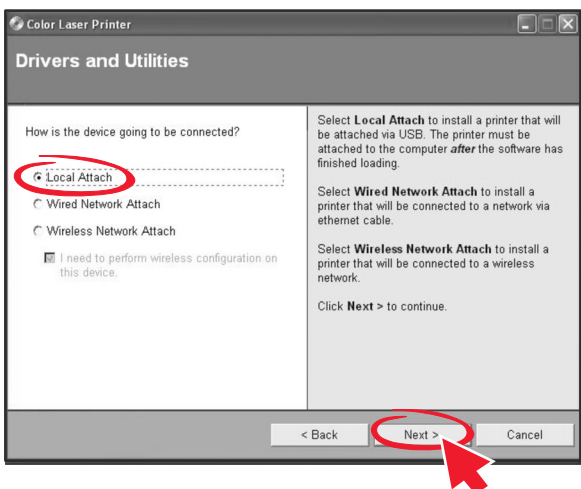 Color Laser Printer
Drivers and Utilities
How is the device going to be connected?
Local Attach
Wired Network Attach
Wireless Network Attach
I need to perform wireless configuration on
this device.
Select Local Attach to install a printer that will
be attached via USB. The printer must be
attached to the computer after the software has
finished loading.
Select Wired Network Attach to install a
printer that will be connected to a network via
ethernet cable.
Select Wireless Network Attach to install a
printer that will be connected to a wireless
network.
Click Next > to continue.
< Back Next > Cancel